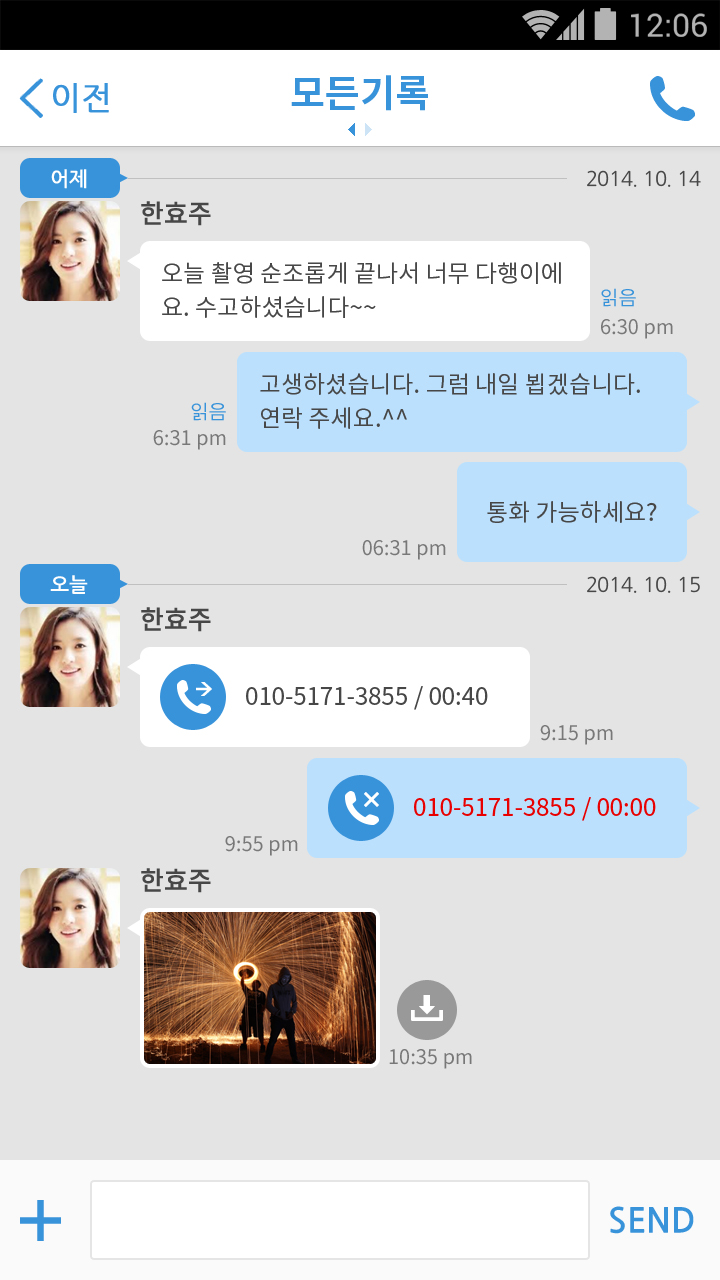 12:06
이전
모든기록
어제
2014. 10. 14
한효주
오늘 촬영 순조롭게 끝나서 너무 다행이에
요. 수고하셨습니다~~
읽음
6:30 pm
고생하셨습니다. 그럼 내일 뵙겠습니다.
연락 주세요.^^
읽음
6:31 pm
통화 가능하세요?
06:31 pm
오늘
2014. 10. 15
한효주
010-5171-3855 / 00:40
9:15 pm
010-5171-3855 / 00:00
9:55 pm
한효주
10:35 pm
SEND